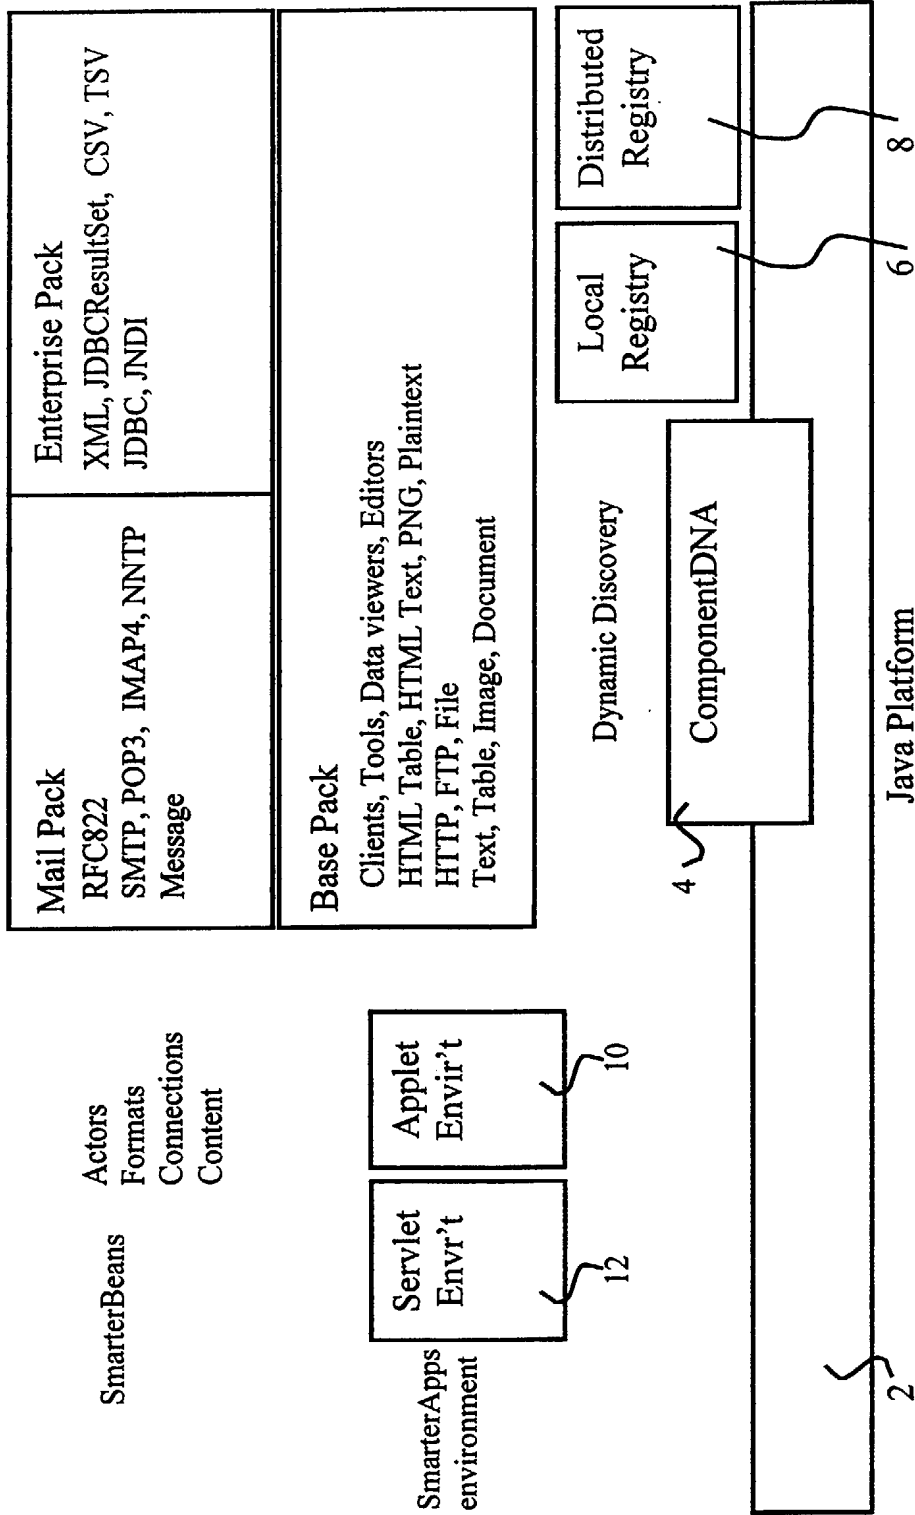 SmarterBeans
Actors
Formats
Connections
Content
Mail Pack
RFC822
SMTP, POP3, IMAP4, NNTP
Message
Enterprise Pack
XML, JDBCResultSet, CSV, TSV
JDBC, JNDI
Base Pack
Clients, Tools, Data viewers, Editors
HTML Table, HTML Text, PNG, Plaintext
HTTP, FTP, File
Text, Table, Image, Document
SmarterApps
environment
Servlet
Envr't
12
Applet
Envir't
10
Dynamic Discovery
Local
Registry
Distributed
Registry
4
ComponentDNA
2
Java Platform
6
8